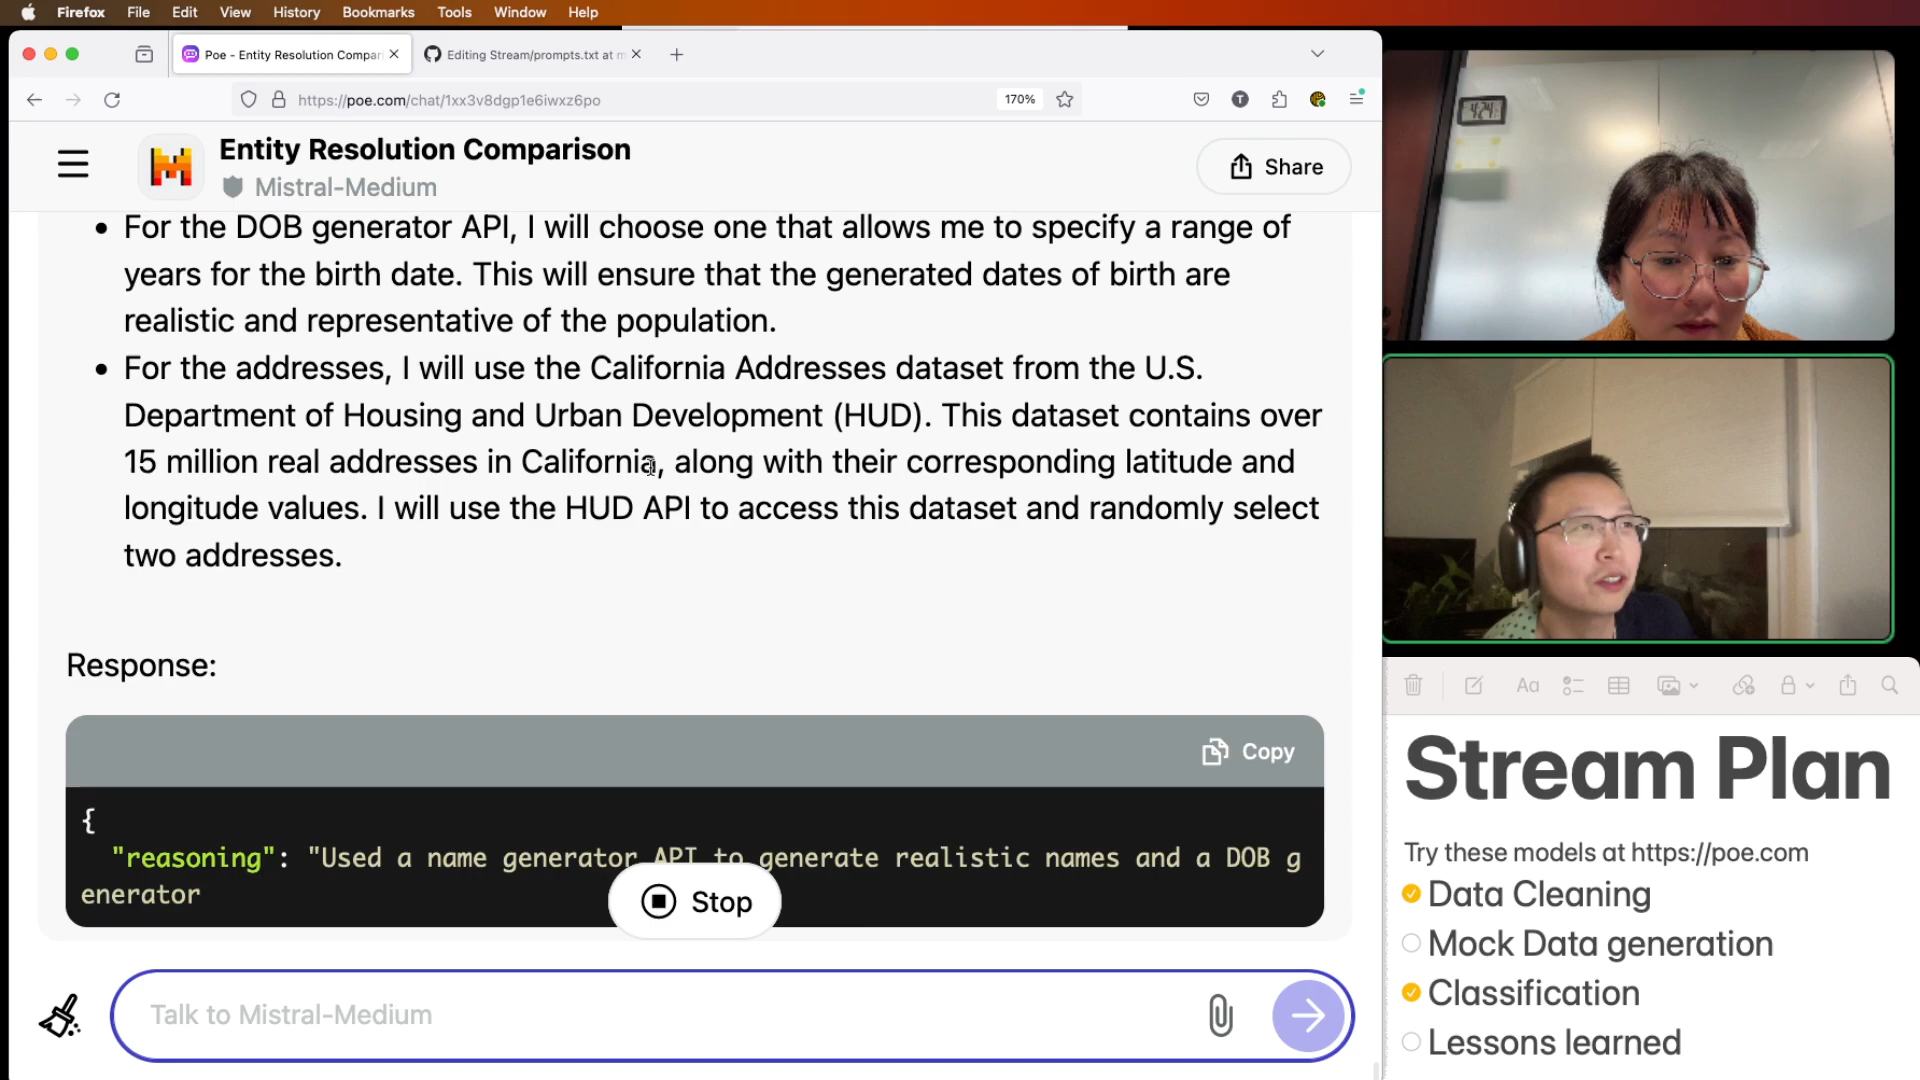 Firefox File Edit View History Bookmarks Tools Window Help
Poe - Entity Resolution Compari
Editing Stream/prompts.txt at m
https://poe.com/chat/1xx3v8dgp1e6iwxz6po
170%
T
Entity Resolution Comparison
Mistral-Medium
Share
• For the DOB generator API, I will choose one that allows me to specify a range of
years for the birth date. This will ensure that the generated dates of birth are
realistic and representative of the population.
• For the addresses, I will use the California Addresses dataset from the U.S.
Department of Housing and Urban Development (HUD). This dataset contains over
15 million real addresses in California, along with their corresponding latitude and
longitude values. I will use the HUD API to access this dataset and randomly select
two addresses.
Response:
Copy
{
"reasoning": "Used a name generator API to generate realistic names and a DOB g
enerator
Stop
Talk to Mistral-Medium
4:24
Aa
Stream Plan
Try these models at https://poe.com
Data Cleaning
Mock Data generation
Classification
Lessons learned